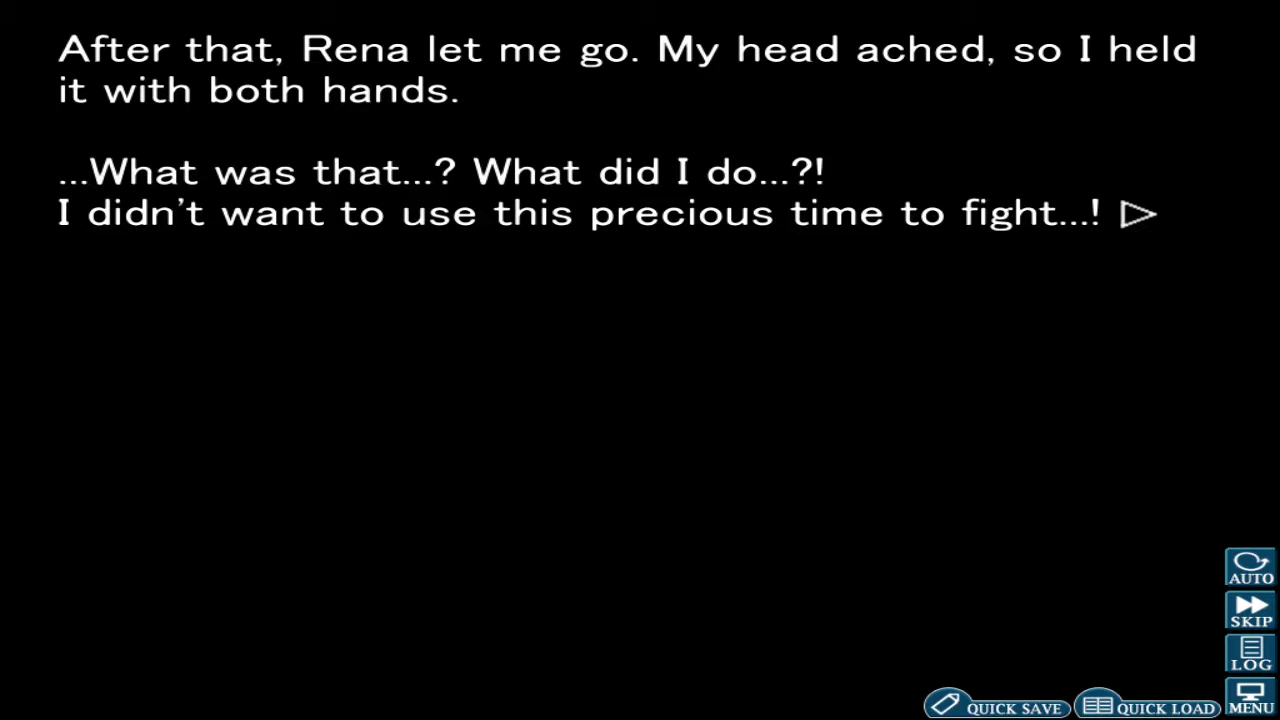 After that, Rena let me go. My head ached, so I held
it with both hands.
...What was that...? What did I do...?!
I didn't want to use this precious time to fight...!
AUTO
SKIP
LOG
QUICK SAVE
QUICK LOAD
MENU